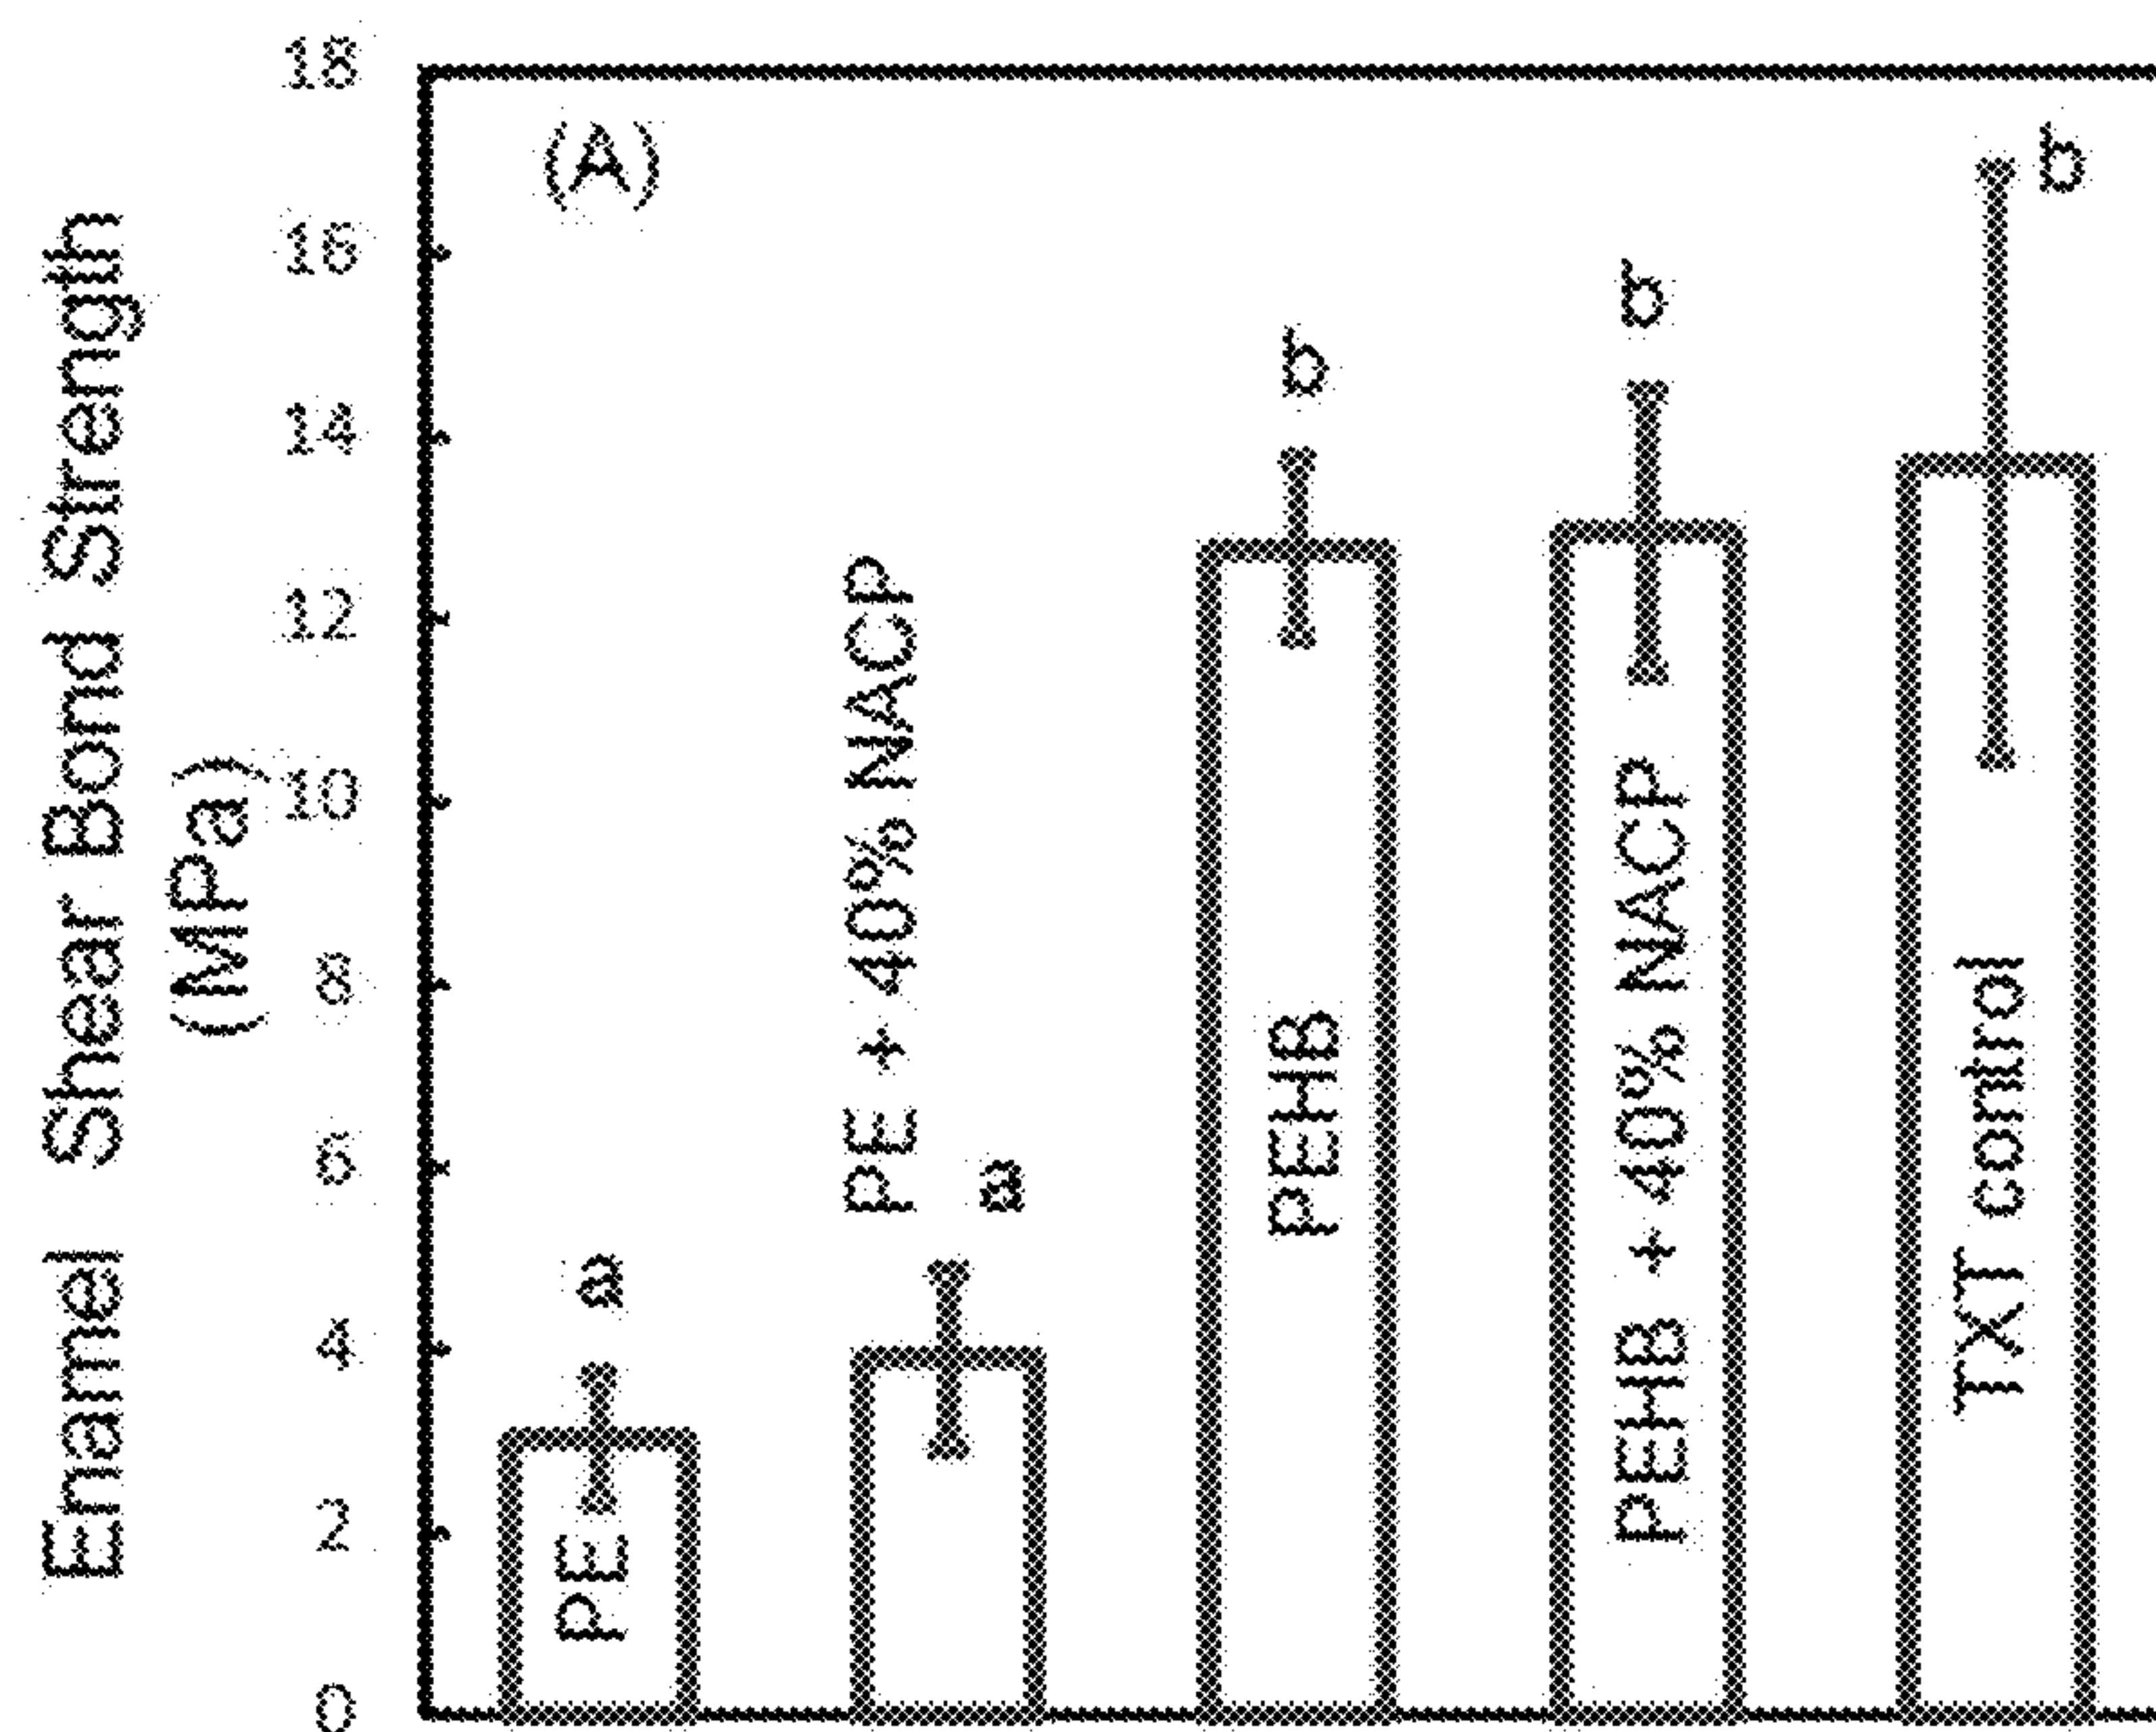 Enamel Shear Bond Strength
(MPa)
18
16
14
12
10
8
6
4
2
0
(A)
a
PE
PE + 40% NACP
a
b
PEHB
b
PEHB + 40% NACP
b
TXT control